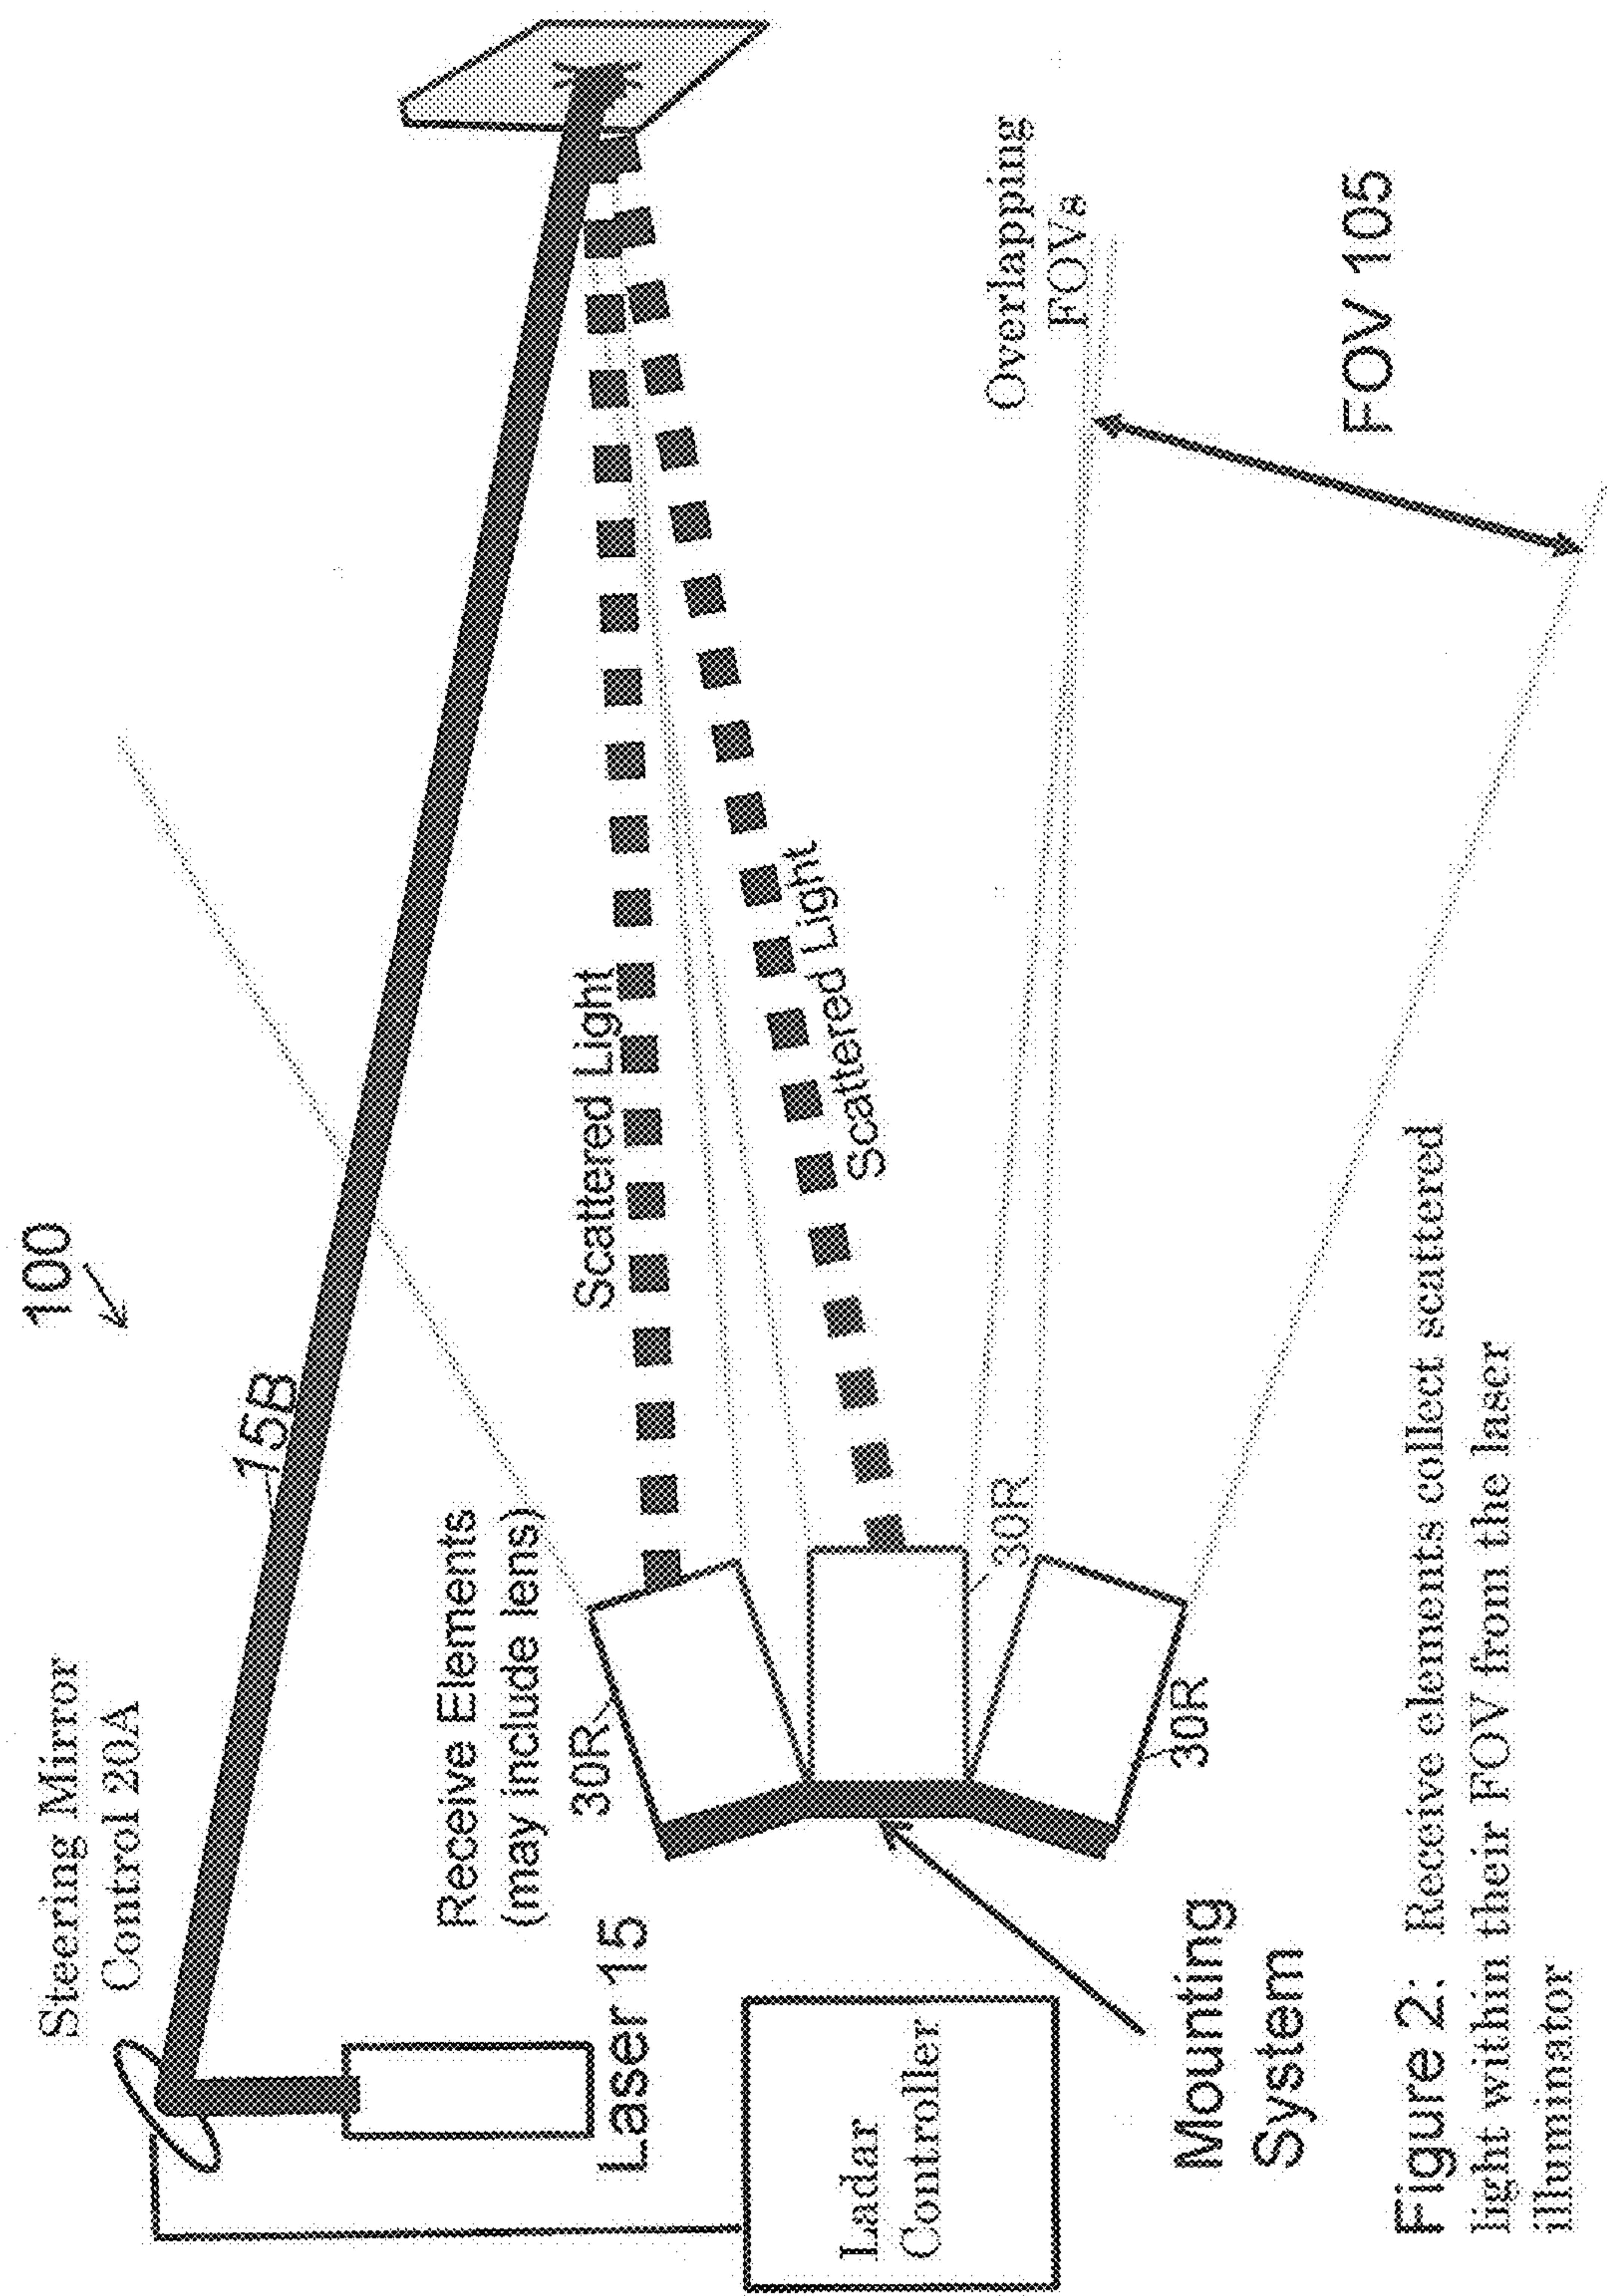 100
Steering Mirror
Control 20A
15B
Receive Elements
(may include lens)
30R
Laser 15
Scattered Light
Scattered Light
Ladar
Controller
30R
30R
Mounting
System
Overlapping
FOVs
FOV 105
Figure 2: Receive elements collect scattered
light within their FOV from the laser
illuminator